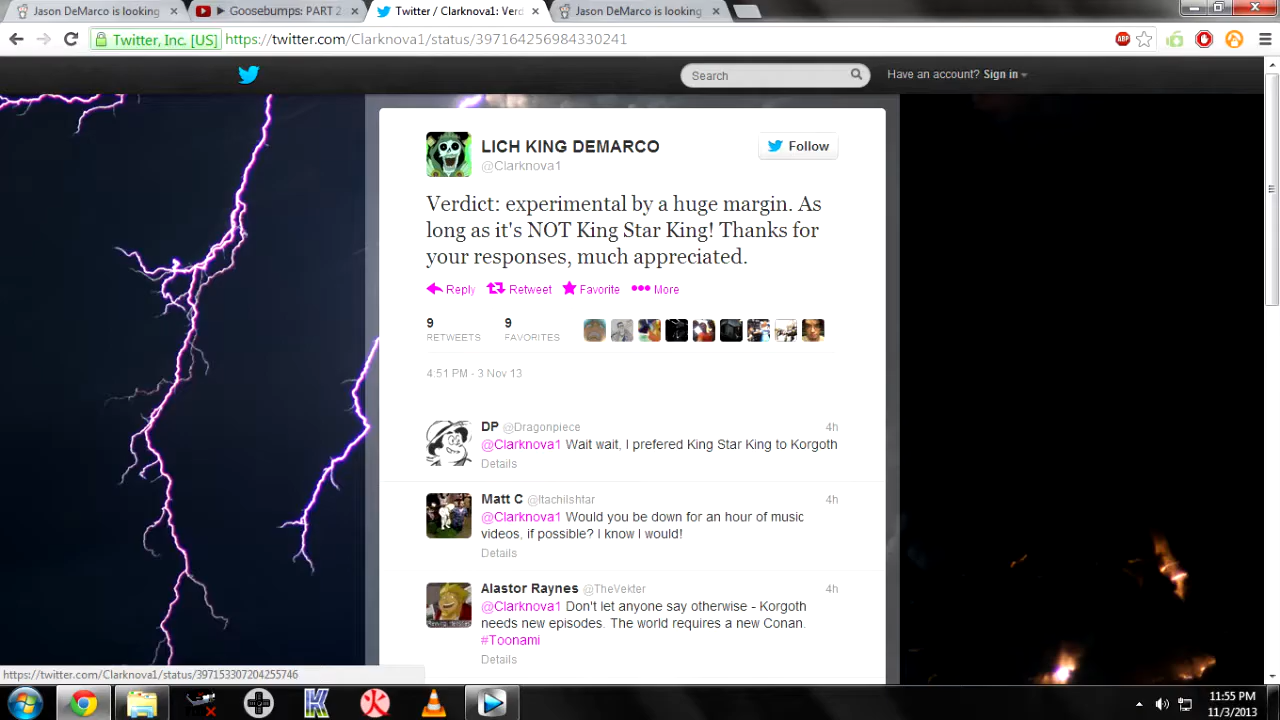 Jason DeMarco is looking
Goosebumps: PART 2
Twitter / Clarknova1: Verd
Jason DeMarco is looking
Twitter, Inc. [US]
https://twitter.com/Clarknova1/status/397164256984330241
ABP
Search
Have an account? Sign in
LICH KING DEMARCO
@Clarknova1
Follow
Verdict: experimental by a huge margin. As
long as it's NOT King Star King! Thanks for
your responses, much appreciated.
Reply Retweet Favorite More
9 9
RETWEETS FAVORITES
4:51 PM - 3 Nov 13
DP @Dragonpiece 4h
@Clarknova1 Wait wait, I prefered King Star King to Korgoth
Details
Matt C @ItachiIshtar 4h
@Clarknova1 Would you be down for an hour of music
videos, if possible? I know I would!
Details
Alastor Raynes @TheVekter 4h
@Clarknova1 Don't let anyone say otherwise - Korgoth
needs new episodes. The world requires a new Conan.
#Toonami
Details
https://twitter.com/Clarknova1/status/397153307204255746
11:55 PM
11/3/2013